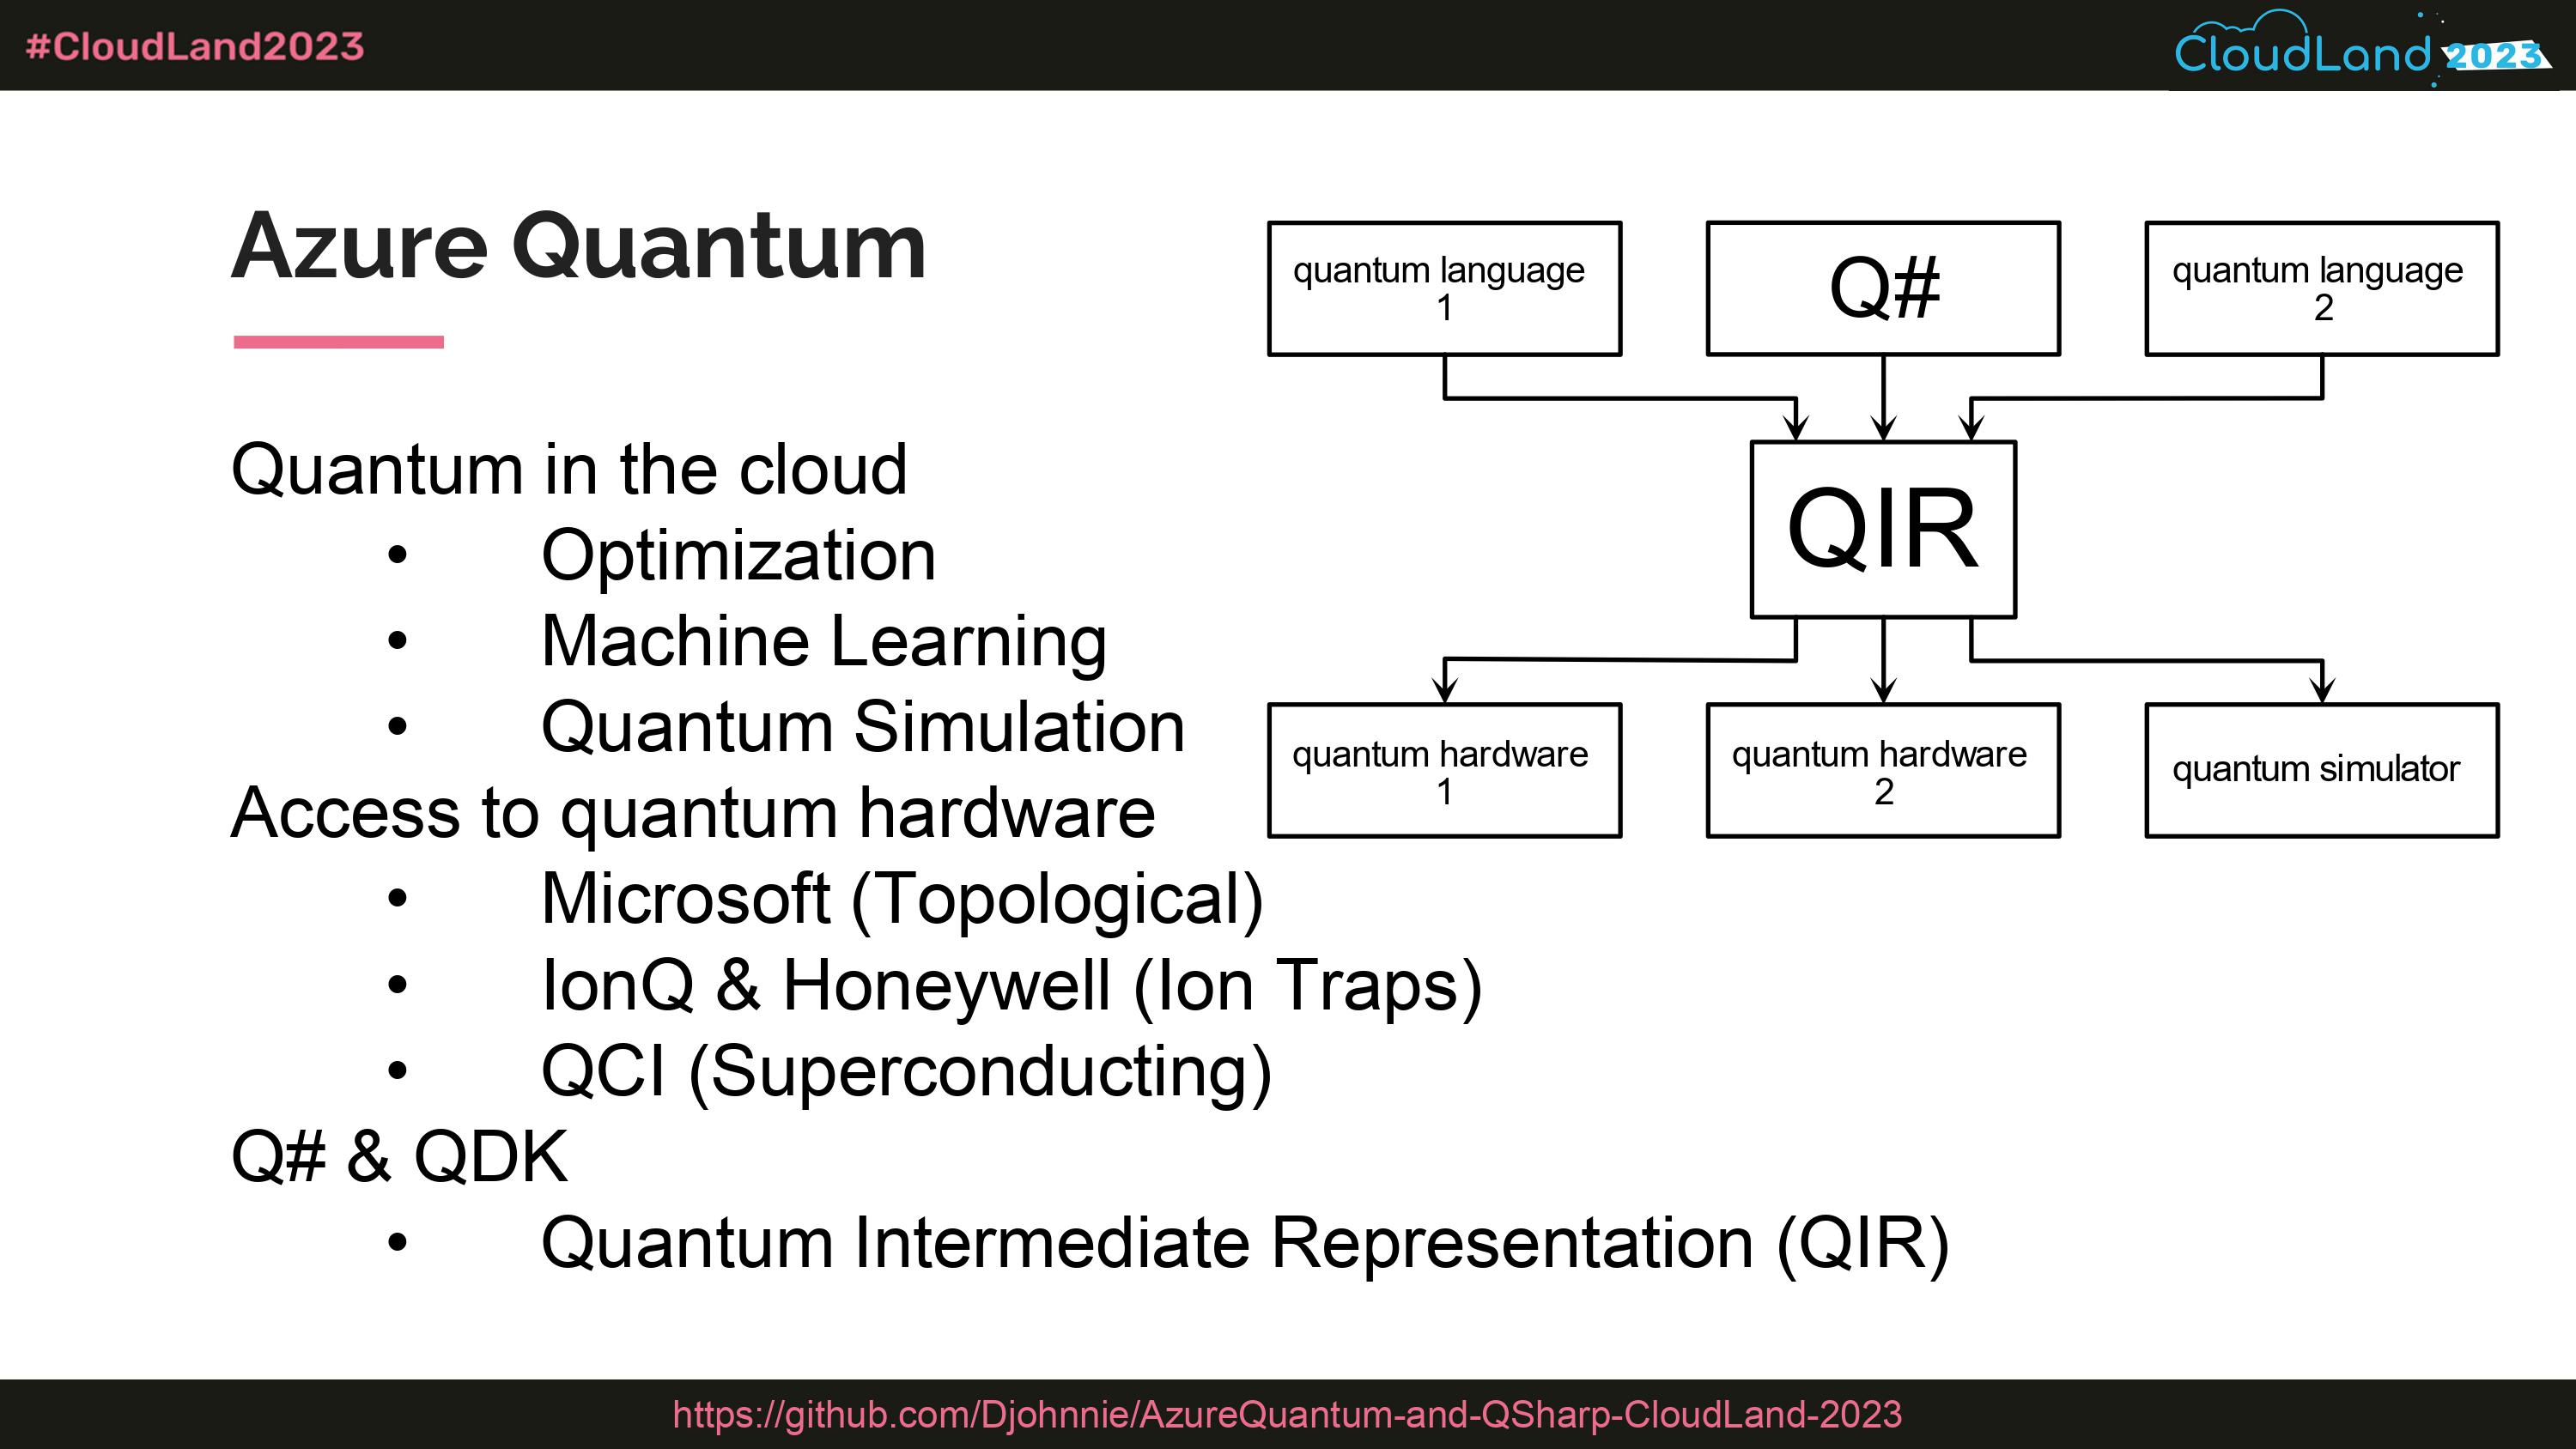 #CloudLand2023
CloudLand 2023
Azure Quantum
Quantum in the cloud
• Optimization
• Machine Learning
• Quantum Simulation
Access to quantum hardware
• Microsoft (Topological)
• IonQ & Honeywell (Ion Traps)
• QCI (Superconducting)
Q# & QDK
• Quantum Intermediate Representation (QIR)
quantum language
1
Q#
quantum language
2
QIR
quantum hardware
1
quantum hardware
2
quantum simulator
https://github.com/Djohnnie/AzureQuantum-and-QSharp-CloudLand-2023